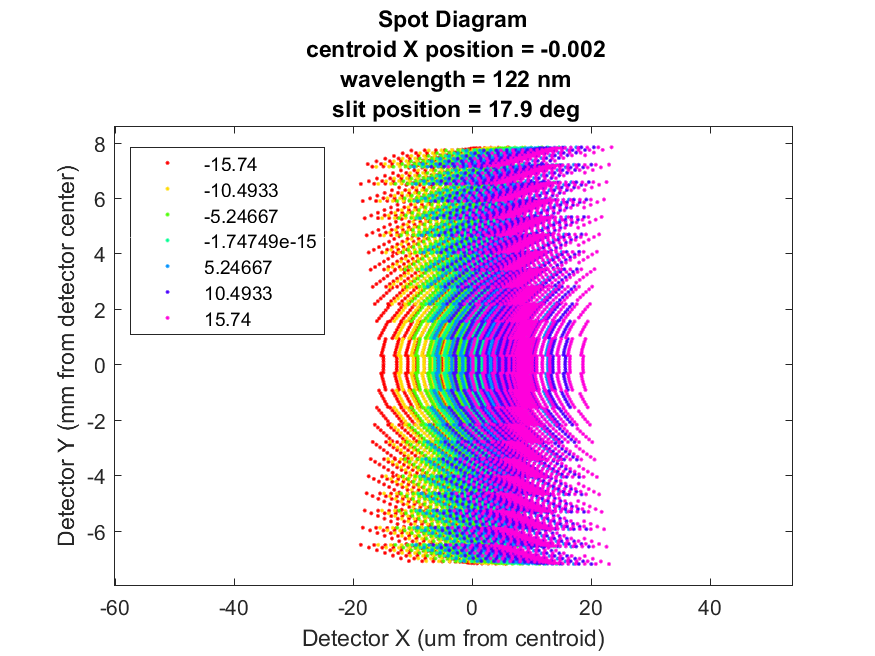 Spot Diagram
centroid X position = -0.002
wavelength = 122 nm
slit position = 17.9 deg
8
6
4
2
0
-2
-4
-6
Detector Y (mm from detector center)
-15.74
-10.4933
-5.24667
-1.74749e-15
5.24667
10.4933
15.74
-60 -40 -20 0 20 40
Detector X (um from centroid)